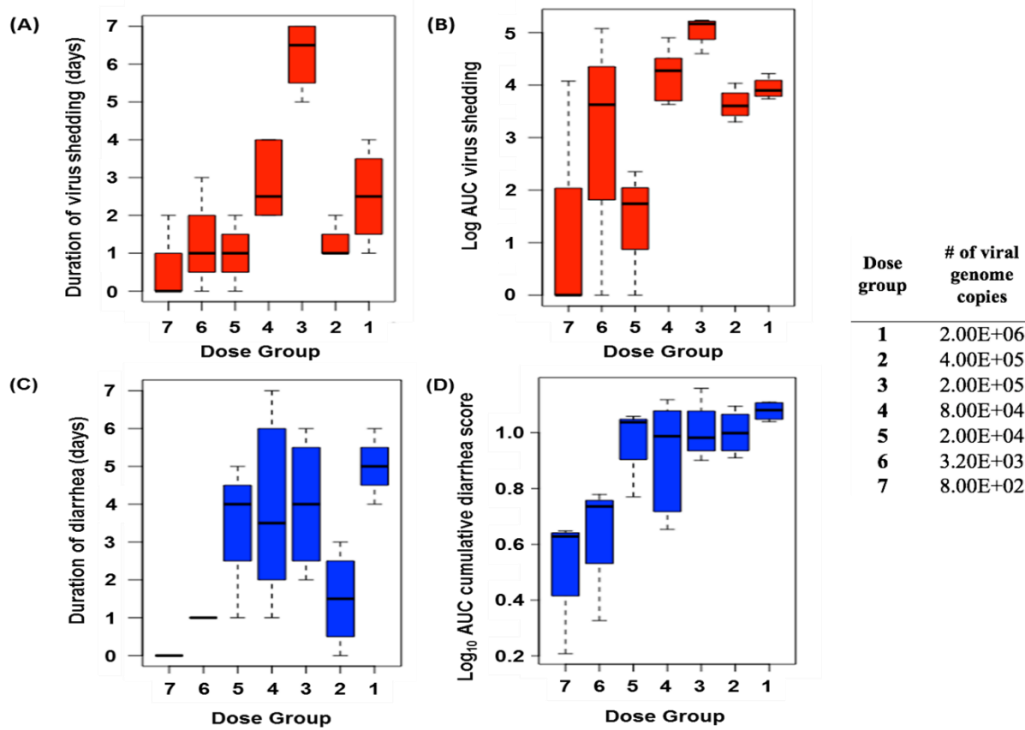 (A)
Duration of virus shedding (days)
7
6
5
4
3
2
1
0
7 6 5 4 3 2 1
Dose Group
(B)
Log AUC virus shedding
5
4
3
2
1
0
7 6 5 4 3 2 1
Dose Group
(C)
Duration of diarrhea (days)
7
6
5
4
3
2
1
0
7 6 5 4 3 2 1
Dose Group
(D)
Log10 AUC cumulative diarrhea score
1.0
0.8
0.6
0.4
0.2
7 6 5 4 3 2 1
Dose Group
Dose group # of viral genome copies
1 2.00E+06
2 4.00E+05
3 2.00E+05
4 8.00E+04
5 2.00E+04
6 3.20E+03
7 8.00E+02